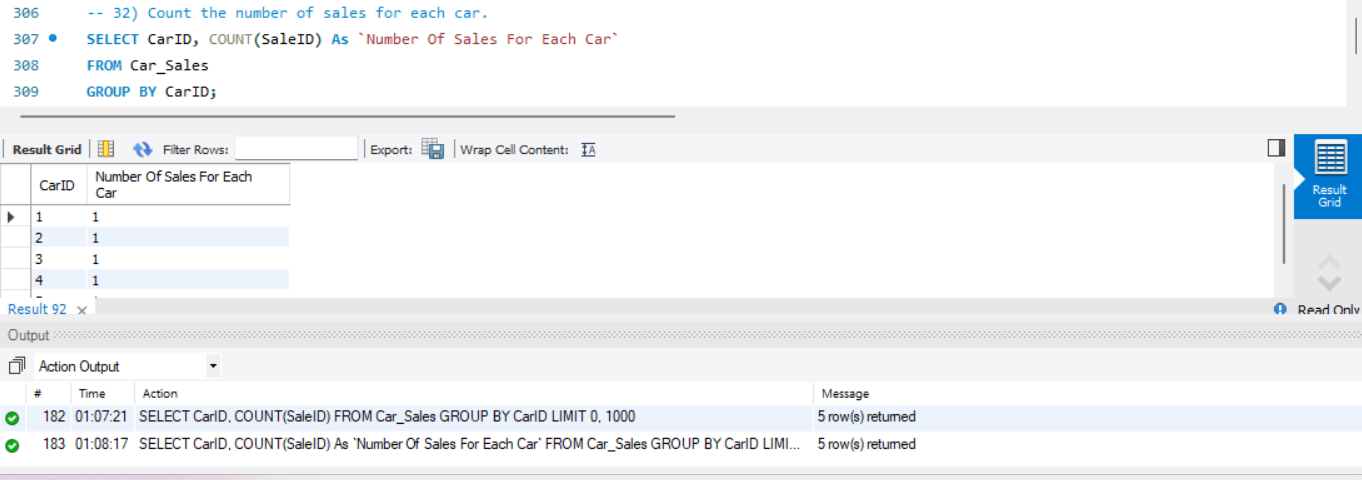 306 -- 32) Count the number of sales for each car.
307 SELECT CarID, COUNT(SaleID) As `Number Of Sales For Each Car`
308 FROM Car_Sales
309 GROUP BY CarID;
Result Grid Filter Rows: Export: Wrap Cell Content: IA
CarID Number Of Sales For Each
Car
1 1
2 1
3 1
4 1
Result
Grid
Result 92 × Read Only
Output
Action Output
# Time Action Message
182 01:07:21 SELECT CarID, COUNT(SaleID) FROM Car_Sales GROUP BY CarID LIMIT 0, 1000 5 row(s) returned
183 01:08:17 SELECT CarID, COUNT(SaleID) As `Number Of Sales For Each Car` FROM Car_Sales GROUP BY CarID LIMI... 5 row(s) returned